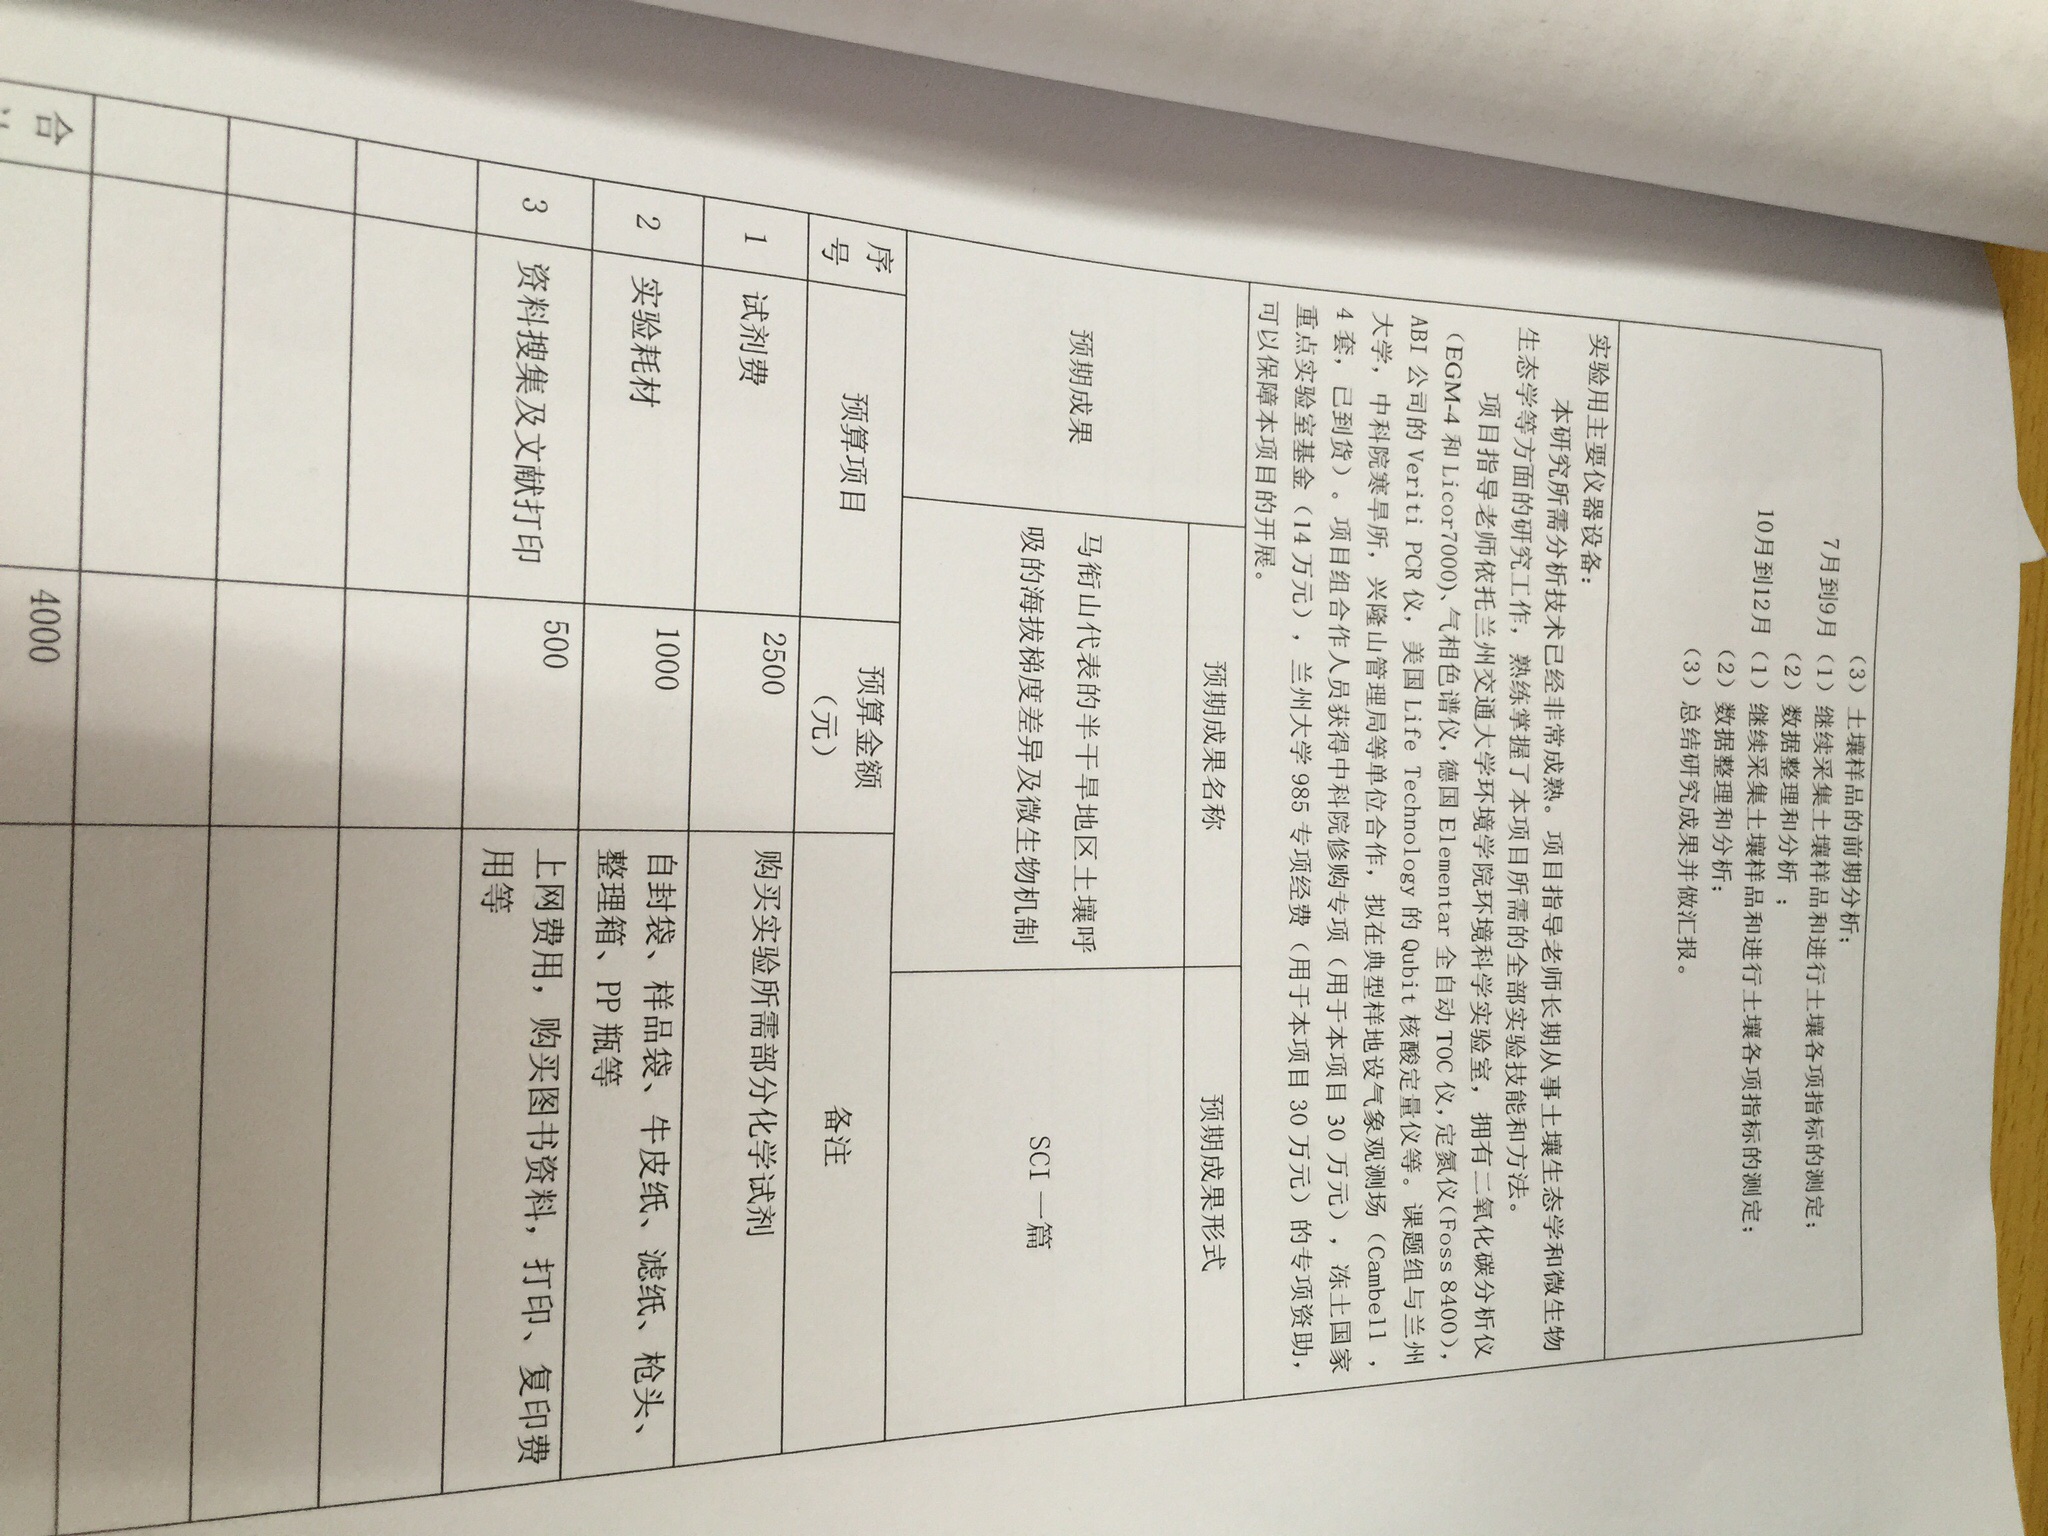 （3）土壤样品的前期分析；
7月到9月（1）继续采集土壤样品和进行土壤各项指标的测定；
（2）数据整理和分析 ；
10月到12月（1）继续采集土壤样品和进行土壤各项指标的测定；
（2）数据整理和分析；
（3）总结研究成果并做汇报。
实验用主要仪器设备：
本研究所需分析技术已经非常成熟。项目指导老师长期从事土壤生态学和微生物
生态学等方面的研究工作，熟练掌握了本项目所需的全部实验技能和方法。
项目指导老师依托兰州交通大学环境学院环境科学实验室，拥有二氧化碳分析仪
（EGM-4 和 Licor7000)、气相色谱仪，德国 Elementar 全自动 TOC 仪，定氮仪（Foss 8400），
ABI 公司的 Veriti PCR 仪，美国 Life Technology 的 Qubit 核酸定量仪等。课题组与兰州
大学，中科院寒旱所，兴隆山管理局等单位合作，拟在典型样地设气象观测场（Cambell，
4 套，已到货）。项目组合作人员获得中科院修购专项（用于本项目 30 万元），冻土国家
重点实验室基金（14 万元），兰州大学 985 专项经费（用于本项目 30 万元）的专项资助，
可以保障本项目的开展。
预期成果
预期成果名称
预期成果形式
马衔山代表的半干旱地区土壤呼
吸的海拔梯度差异及微生物机制
SCI 一篇
序
号
预算项目
预算金额
（元）
备注
1
试剂费
2500
购买实验所需部分化学试剂
2
实验耗材
1000
自封袋、样品袋、牛皮纸、滤纸、枪头、
整理箱、PP 瓶等
3
资料搜集及文献打印
500
上网费用，购买图书资料，打印、复印费
用等
合
4000